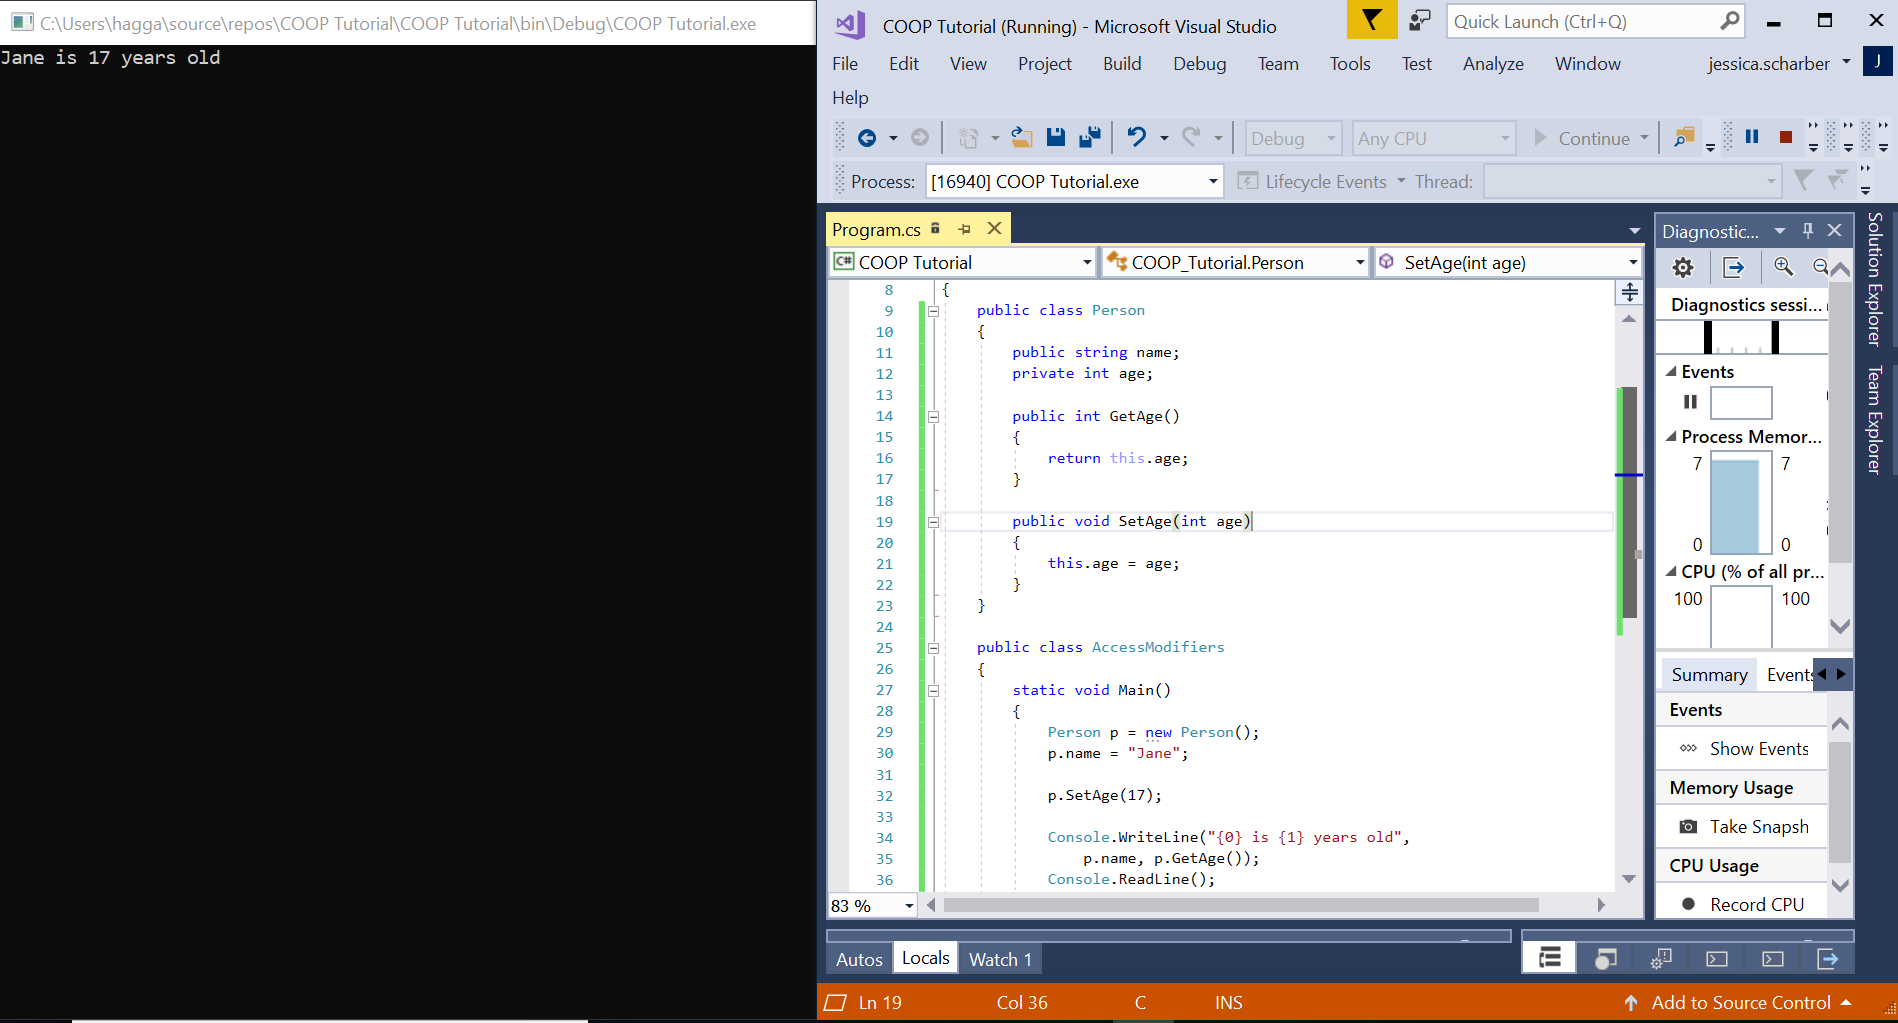 C:\Users\hagga\source\repos\COOP Tutorial\COOP Tutorial\bin\Debug\COOP Tutorial.exe
Jane is 17 years old
COOP Tutorial (Running) - Microsoft Visual Studio
Quick Launch (Ctrl+Q)
File Edit View Project Build Debug Team Tools Test Analyze Window jessica.scharber J
Help
Debug Any CPU Continue
Process: [16940] COOP Tutorial.exe Lifecycle Events Thread:
Program.cs
C# COOP Tutorial COOP_Tutorial.Person SetAge(int age)
8 {
9 public class Person
10 {
11 public string name;
12 private int age;
13
14 public int GetAge()
15 {
16 return this.age;
17 }
18
19 public void SetAge(int age)
20 {
21 this.age = age;
22 }
23 }
24
25 public class AccessModifiers
26 {
27 static void Main()
28 {
29 Person p = new Person();
30 p.name = "Jane";
31
32 p.SetAge(17);
33
34 Console.WriteLine("{0} is {1} years old",
35 p.name, p.GetAge());
36 Console.ReadLine();
83 %
Diagnostic...
Diagnostics sessi...
Events
Process Memor...
7 7
0 0
CPU (% of all pr...
100 100
Summary Events
Events
Show Events
Memory Usage
Take Snapsh
CPU Usage
Record CPU
Solution Explorer
Team Explorer
Autos Locals Watch 1
Ln 19 Col 36 C INS Add to Source Control